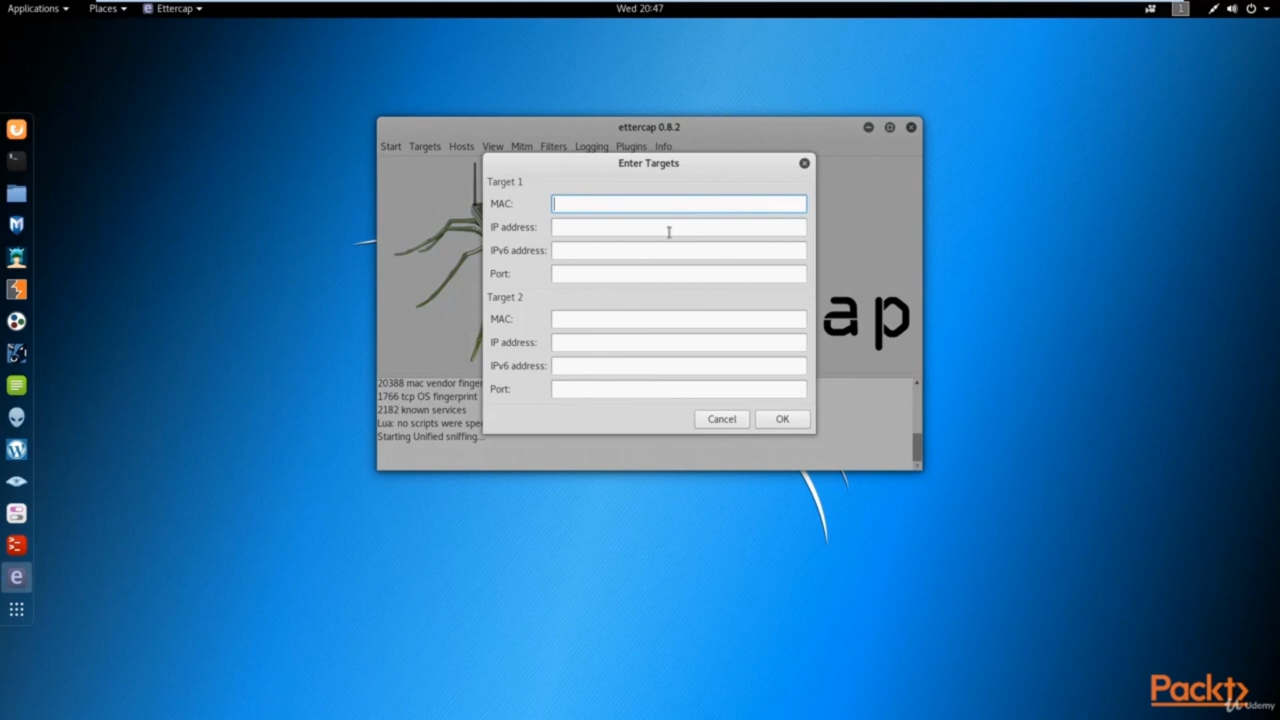 Applications Places Ettercap Wed 20:47 1
ettercap 0.8.2
Start Targets Hosts View Mitm Filters Logging Plugins Info
Enter Targets
Target 1
MAC:
IP address:
IPv6 address:
Port:
Target 2
MAC:
IP address:
IPv6 address:
Port:
Cancel OK
ap
20388 mac vendor finger
1766 tcp OS fingerprint
2182 known services
Lua: no scripts were spe
Starting Unified sniffing...
Packt
Udemy